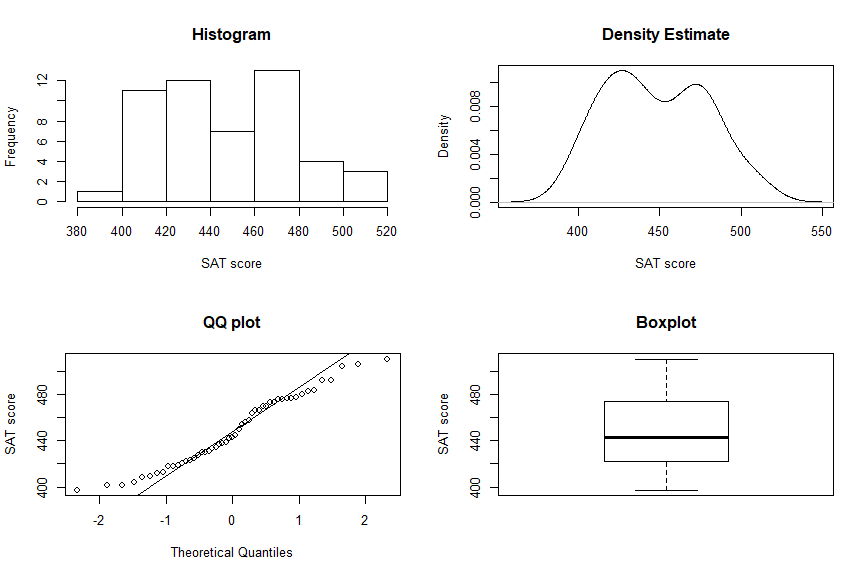 Histogram
Frequency
0 2 4 6 8 12
380 400 420 440 460 480 500 520
SAT score
Density Estimate
Density
0.000 0.004 0.008
400 450 500 550
SAT score
QQ plot
SAT score
400 440 480
-2 -1 0 1 2
Theoretical Quantiles
Boxplot
SAT score
400 440 480